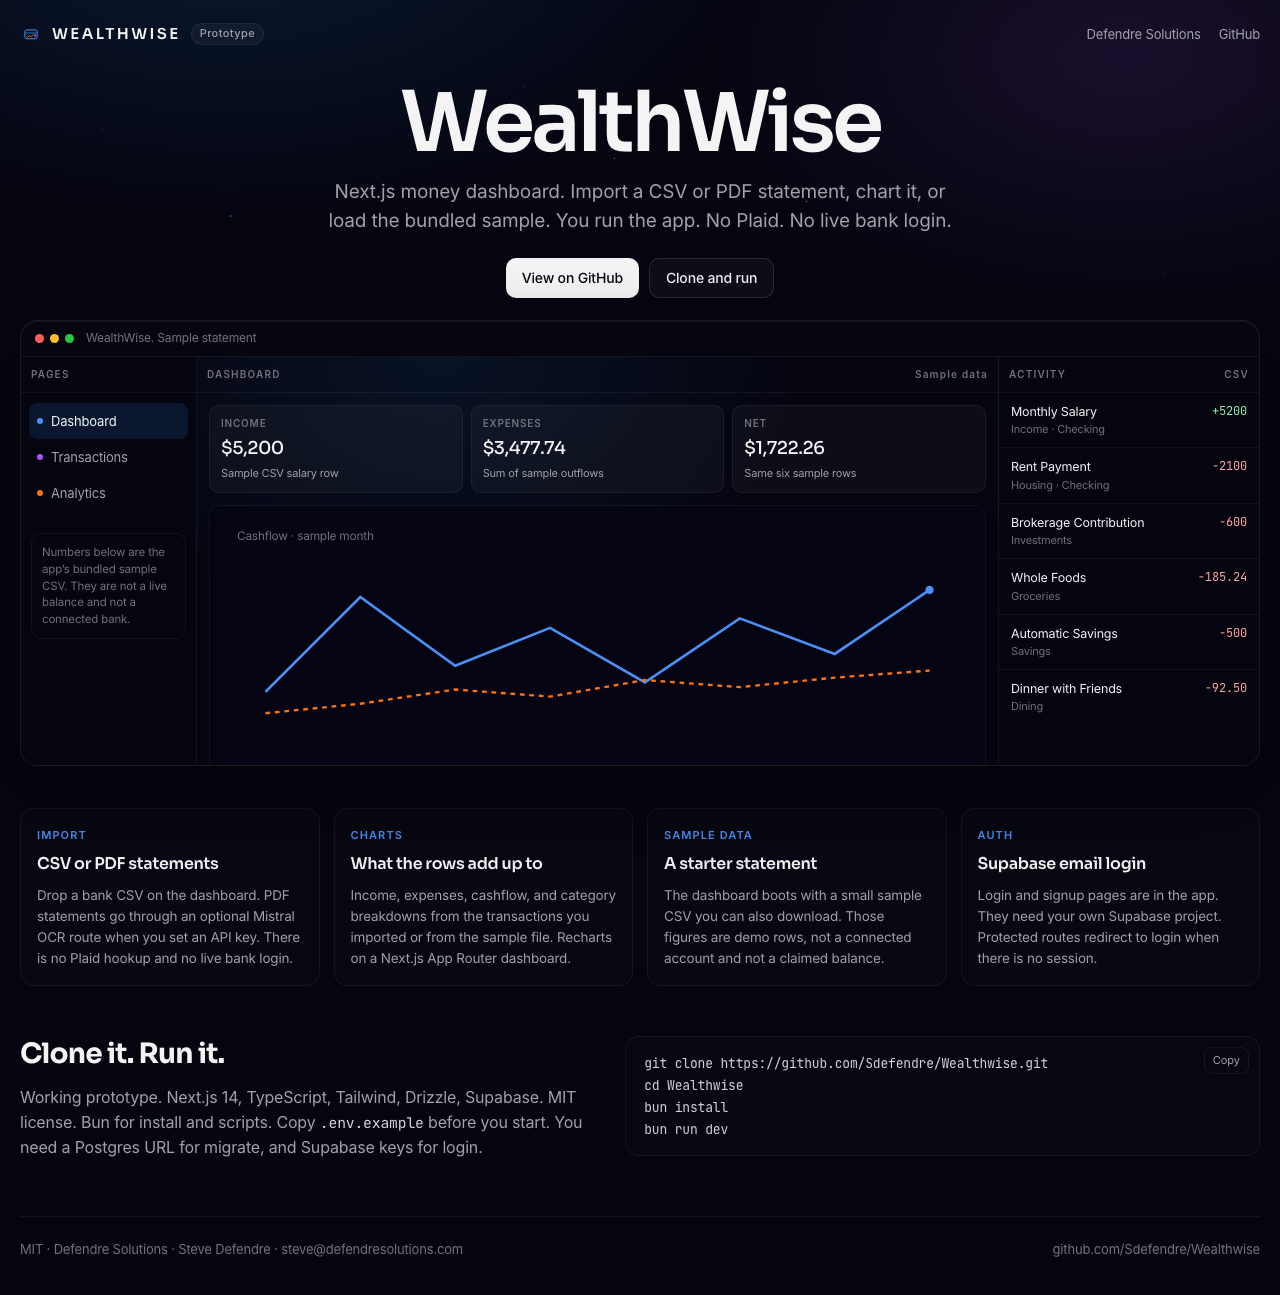 WEALTHWISE Prototype Defendre Solutions GitHub
WealthWise
Next.js money dashboard. Import a CSV or PDF statement, chart it, or
load the bundled sample. You run the app. No Plaid. No live bank login.
View on GitHub Clone and run
WealthWise. Sample statement
PAGES
Dashboard
Transactions
Analytics
Numbers below are the
app’s bundled sample
CSV. They are not a live
balance and not a
connected bank.
DASHBOARD Sample data
INCOME
$5,200
Sample CSV salary row
EXPENSES
$3,477.74
Sum of sample outflows
NET
$1,722.26
Same six sample rows
Cashflow · sample month
ACTIVITY CSV
Monthly Salary +5200
Income · Checking
Rent Payment -2100
Housing · Checking
Brokerage Contribution -600
Investments
Whole Foods -185.24
Groceries
Automatic Savings -500
Savings
Dinner with Friends -92.50
Dining
IMPORT
CSV or PDF statements
Drop a bank CSV on the dashboard. PDF
statements go through an optional Mistral
OCR route when you set an API key. There
is no Plaid hookup and no live bank login.
CHARTS
What the rows add up to
Income, expenses, cashflow, and category
breakdowns from the transactions you
imported or from the sample file. Recharts
on a Next.js App Router dashboard.
SAMPLE DATA
A starter statement
The dashboard boots with a small sample
CSV you can also download. Those
figures are demo rows, not a connected
account and not a claimed balance.
AUTH
Supabase email login
Login and signup pages are in the app.
They need your own Supabase project.
Protected routes redirect to login when
there is no session.
Clone it. Run it.
Working prototype. Next.js 14, TypeScript, Tailwind, Drizzle, Supabase. MIT
license. Bun for install and scripts. Copy .env.example before you start. You
need a Postgres URL for migrate, and Supabase keys for login.
git clone https://github.com/Sdefendre/Wealthwise.git
cd Wealthwise
bun install
bun run dev
Copy
MIT · Defendre Solutions · Steve Defendre · steve@defendresolutions.com
github.com/Sdefendre/Wealthwise